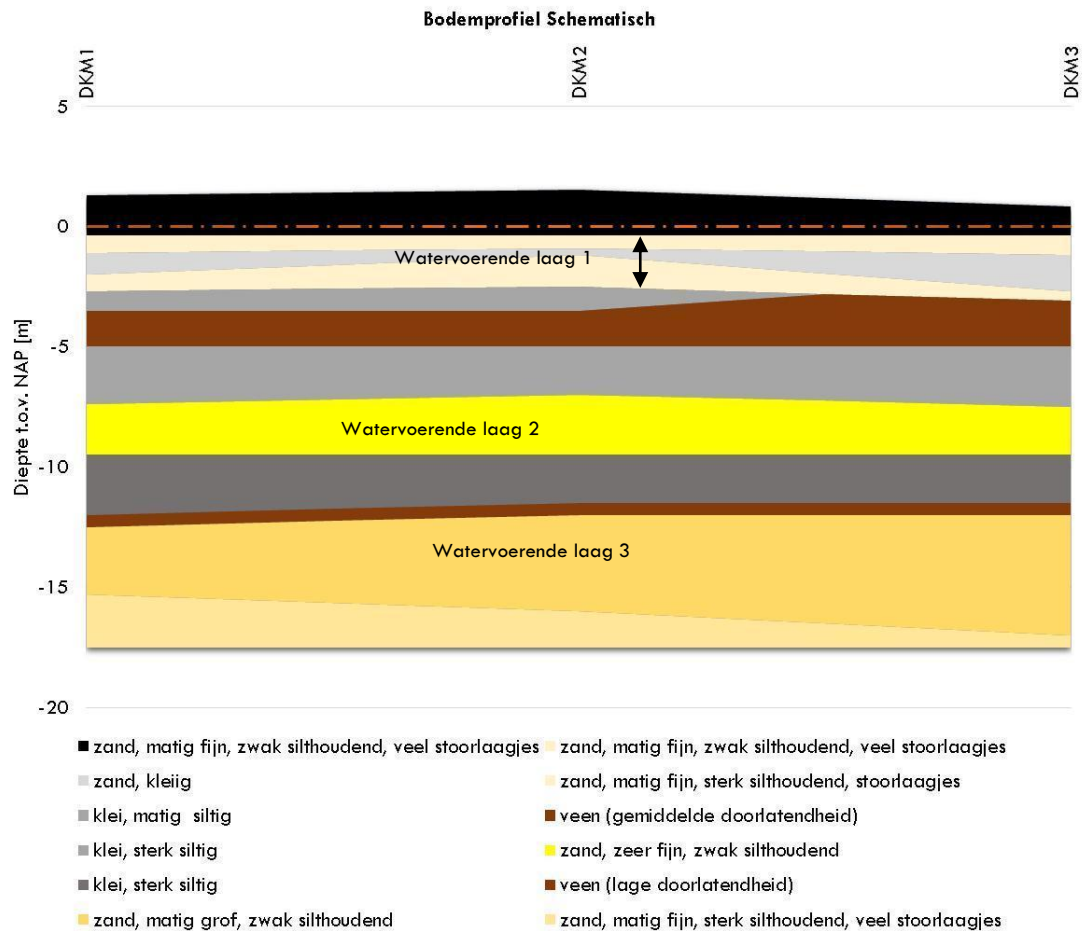 Bodemprofiel Schematisch
DKM1
DKM2
DKM3
5
0
-5
-10
-15
-20
Diepte t.o.v. NAP [m]
Watervoerende laag 1
Watervoerende laag 2
Watervoerende laag 3
zand, matig fijn, zwak silthoudend, veel stoorlaagjes
zand, matig fijn, zwak silthoudend, veel stoorlaagjes
zand, kleiig
zand, matig fijn, sterk silthoudend, stoorlaagjes
klei, matig siltig
veen (gemiddelde doorlatendheid)
klei, sterk siltig
zand, zeer fijn, zwak silthoudend
klei, sterk siltig
veen (lage doorlatendheid)
zand, matig grof, zwak silthoudend
zand, matig fijn, sterk silthoudend, veel stoorlaagjes